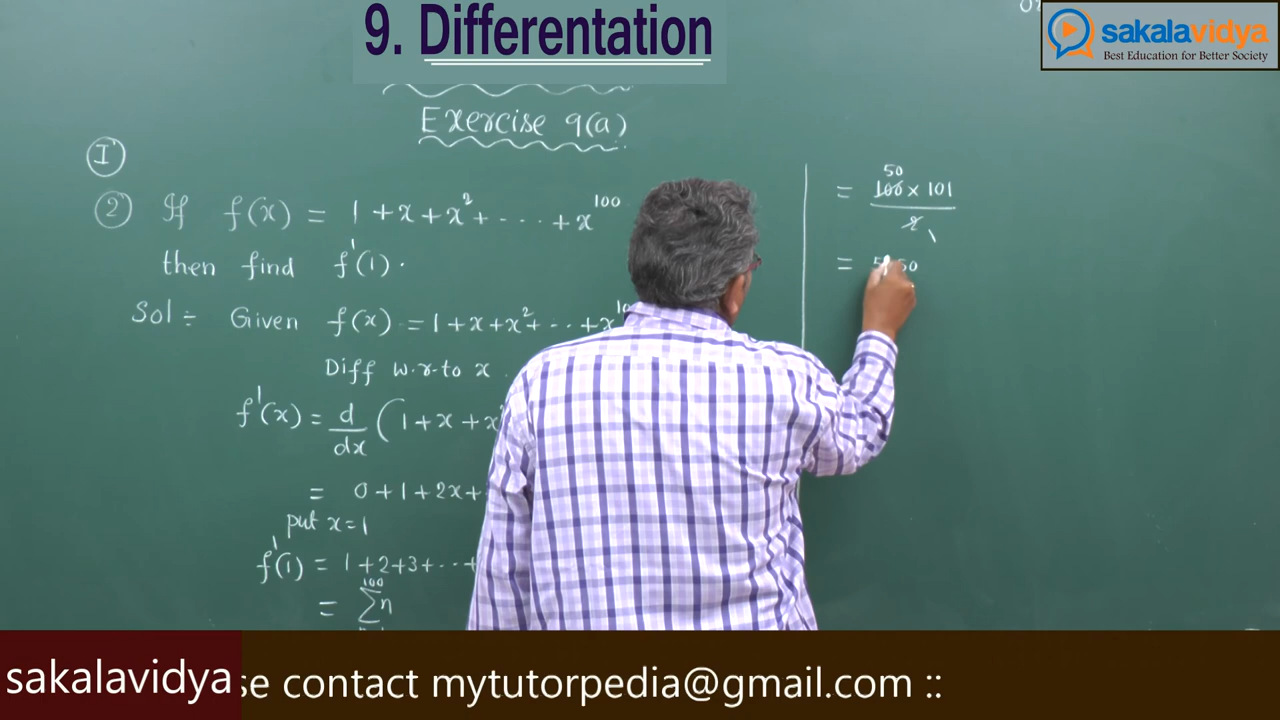 9. Differentation
sakalavidya
Best Education for Better Society
Exercise 9(a)
I
2 If f(x) = 1 + x + x² + ..... + x¹⁰⁰
then find f'(1).
Sol :- Given f(x) = 1 + x + x² + .. + x
Diff w.r.to x
f'(x) = d/dx (1 + x + x
= 0 + 1 + 2x +
put x = 1
f'(1) = 1 + 2 + 3 + ... +
= 100 Σ n
50
= 100 × 101
2 1
= 50
sakalavidya
se contact mytutorpedia@gmail.com ::